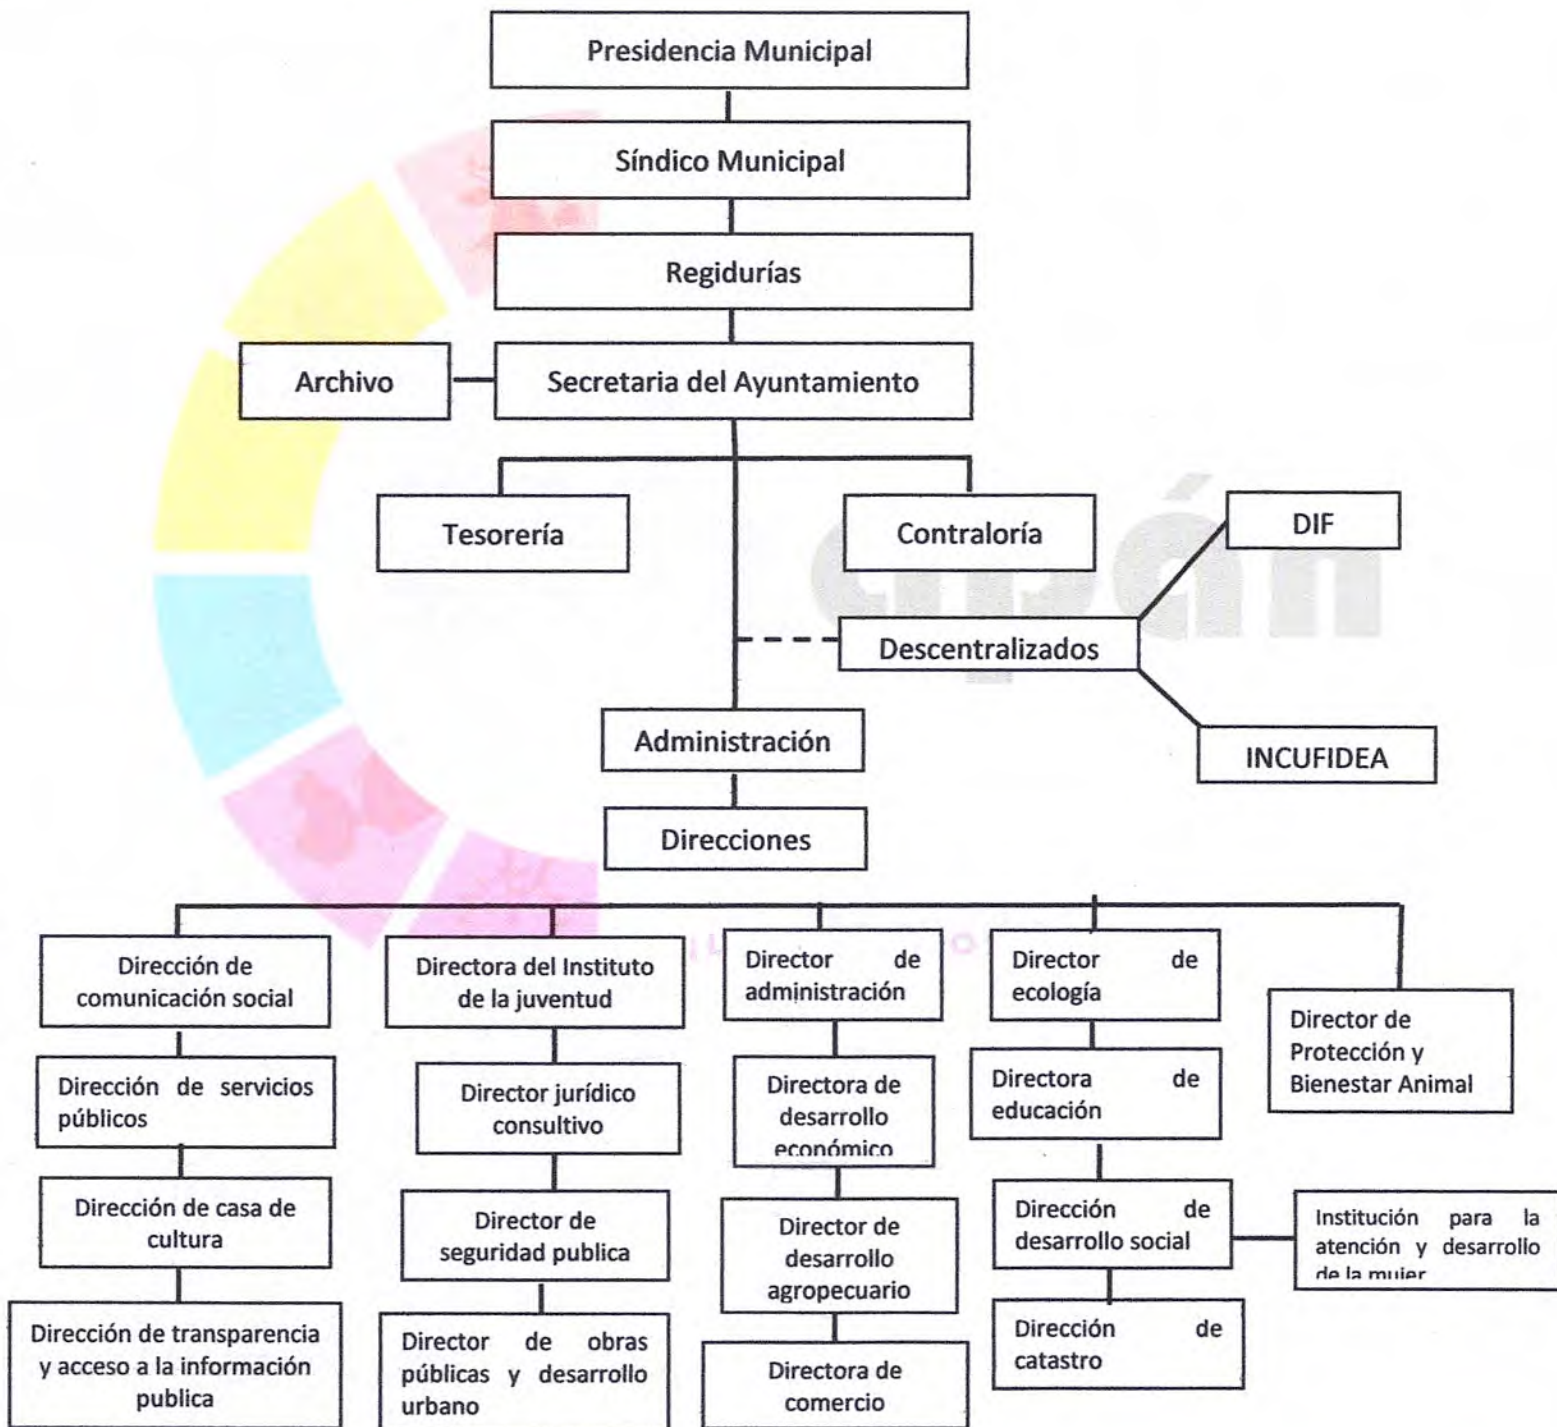 Presidencia Municipal
Síndico Municipal
Regidurías
Archivo
Secretaria del Ayuntamiento
Tesorería
Contraloría
DIF
apán
Descentralizados
Administración
INCUFIDEA
Direcciones
Dirección de
comunicación social
Directora del Instituto
de la juventud
Director de
administración
Director de
ecología
Director de
Protección y
Bienestar Animal
Dirección de servicios
públicos
Director jurídico
consultivo
Directora de
desarrollo
económico
Directora de
educación
Dirección de casa de
cultura
Director de
seguridad publica
Director de
desarrollo
agropecuario
Dirección de
desarrollo social
Institución para la
atención y desarrollo
de la mujer
Dirección de transparencia
y acceso a la información
publica
Director de obras
públicas y desarrollo
urbano
Directora de
comercio
Dirección de
catastro